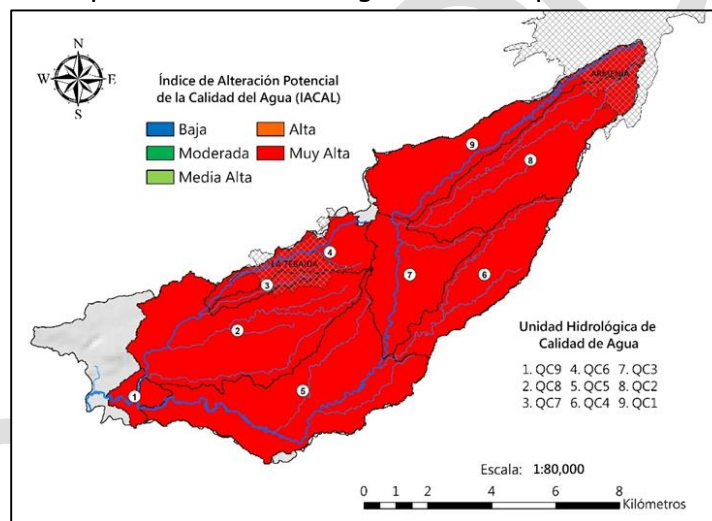 N
W E
S
Índice de Alteración Potencial
de la Calidad del Agua (IACAL)
Baja Alta
Moderada Muy Alta
Media Alta
ARMENIA
9
8
4
LA TEBAIDA
3
7
6
2
5
1
Unidad Hidrológica de
Calidad de Agua
1. QC9 4. QC6 7. QC3
2. QC8 5. QC5 8. QC2
3. QC7 6. QC4 9. QC1
Escala: 1:80,000
0 1 2 4 6 8
Kilómetros